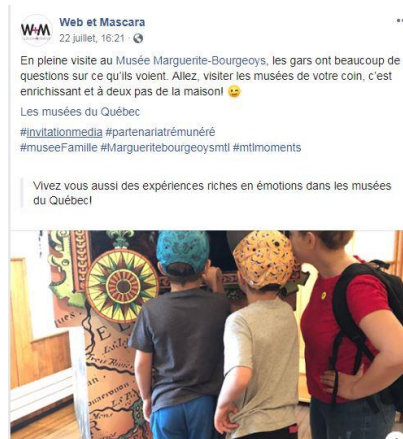 W+M
Web et Mascara
22 juillet, 16:21 ·
En pleine visite au Musée Marguerite-Bourgeoys, les gars ont beaucoup de
questions sur ce qu'ils voient. Allez, visiter les musées de votre coin, c'est
enrichissant et à deux pas de la maison!
Les musées du Québec
#invitationmedia #partenariatrémunéré
#museeFamille #Margueritebourgeoysmtl #mtlmoments
Vivez vous aussi des expériences riches en émotions dans les musées
du Québec!